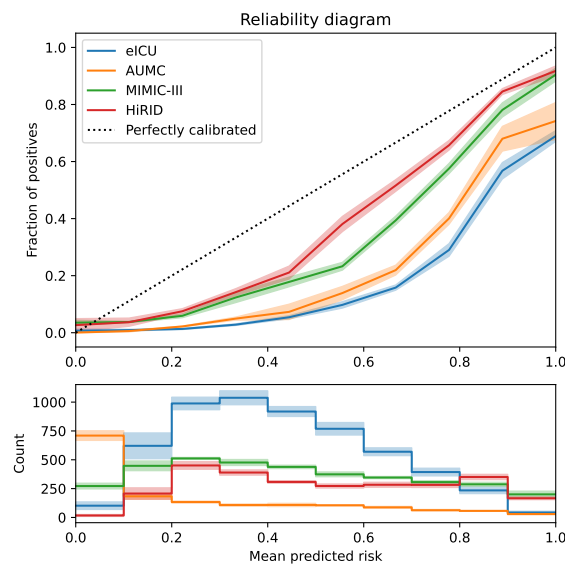 Reliability diagram
1.0
0.8
0.6
0.4
0.2
0.0
Fraction of positives
eICU
AUMC
MIMIC-III
HiRID
Perfectly calibrated
0.0 0.2 0.4 0.6 0.8 1.0
1000
750
500
250
0
Count
0.0 0.2 0.4 0.6 0.8 1.0
Mean predicted risk